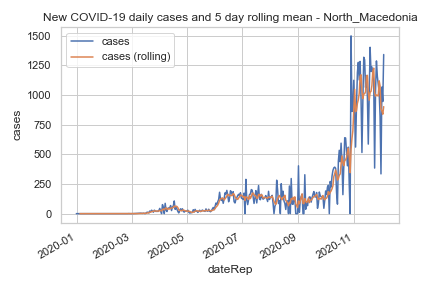 New COVID-19 daily cases and 5 day rolling mean - North_Macedonia
cases
cases (rolling)
1500
1250
1000
750
500
250
0
cases
2020-01
2020-03
2020-05
2020-07
2020-09
2020-11
dateRep